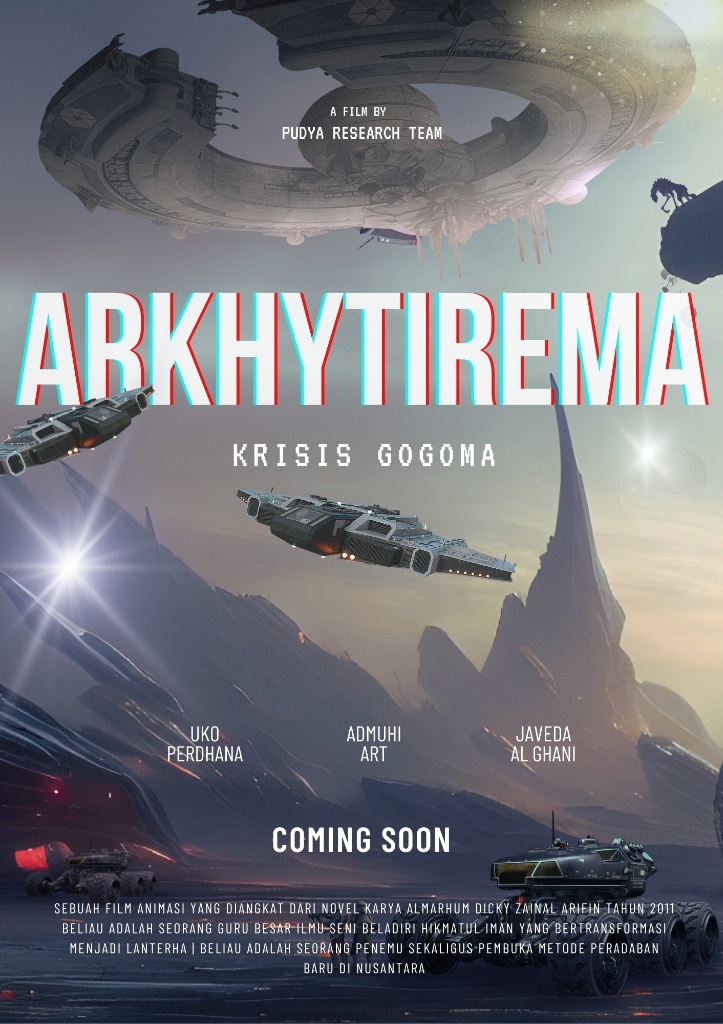 A FILM BY
PUDYA RESEARCH TEAM
ARKHYTIREMA
KRISIS GOGOMA
UKO PERDHANA
ADMUHI ART
JAVEDA AL GHANI
COMING SOON
SEBUAH FILM ANIMASI YANG DIANGKAT DARI NOVEL KARYA ALMARHUM DICKY ZAINAL ARIFIN TAHUN 2011
BELIAU ADALAH SEORANG GURU BESAR ILMU SENI BELADIRI HIKMATUL IMAN YANG BERTRANSFORMASI
MENJADI LANTERHA | BELIAU ADALAH SEORANG PENEMU SEKALIGUS PEMBUKA METODE PERADABAN
BARU DI NUSANTARA